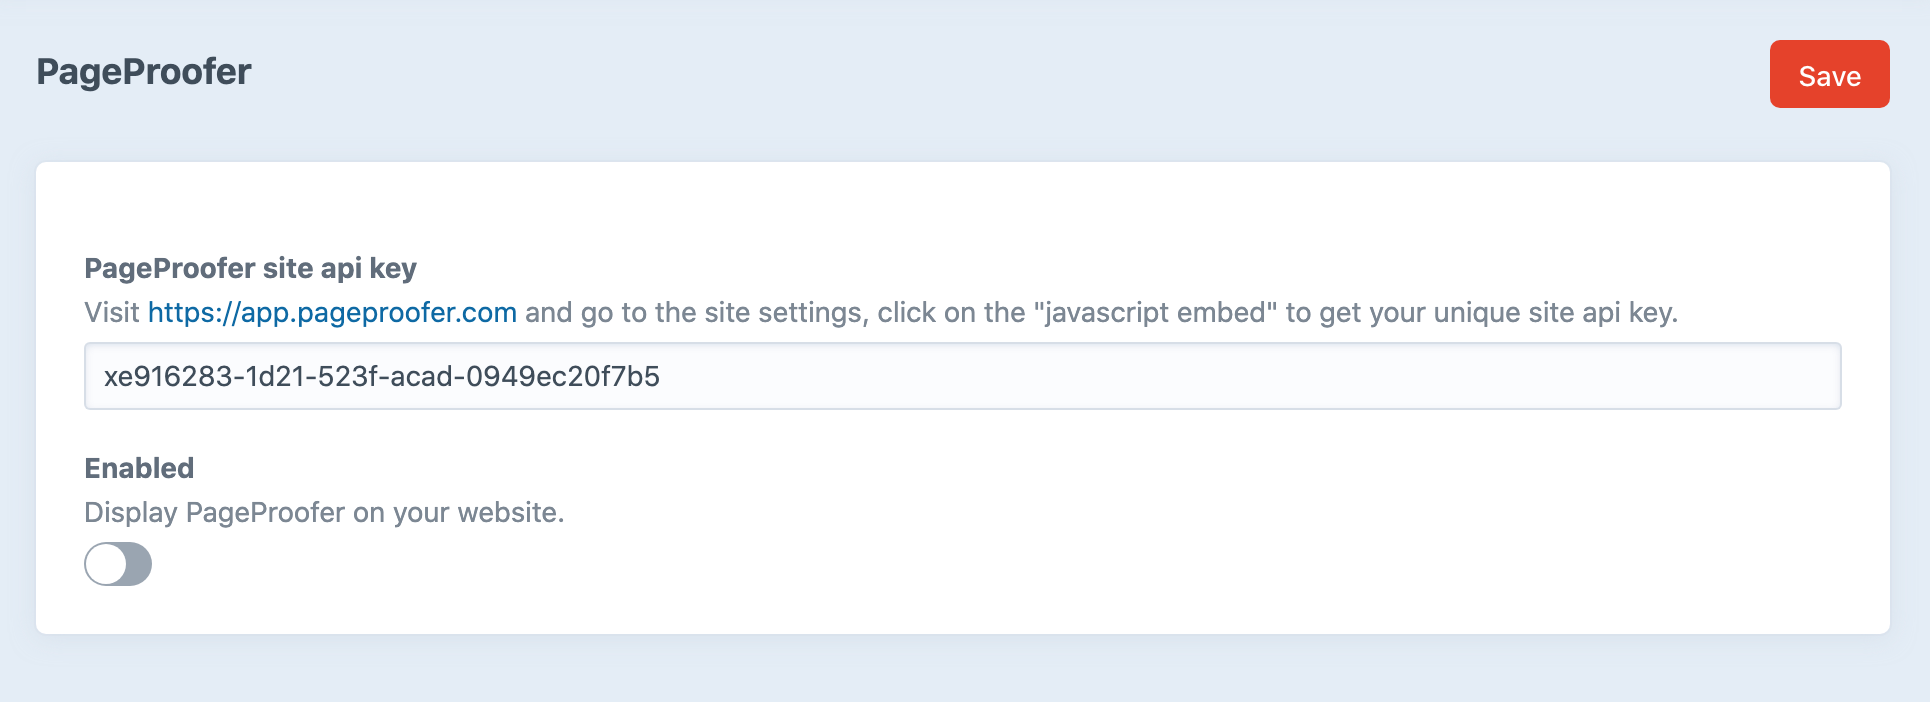 PageProofer
Save
PageProofer site api key
Visit https://app.pageproofer.com and go to the site settings, click on the "javascript embed" to get your unique site api key.
xe916283-1d21-523f-acad-0949ec20f7b5
Enabled
Display PageProofer on your website.